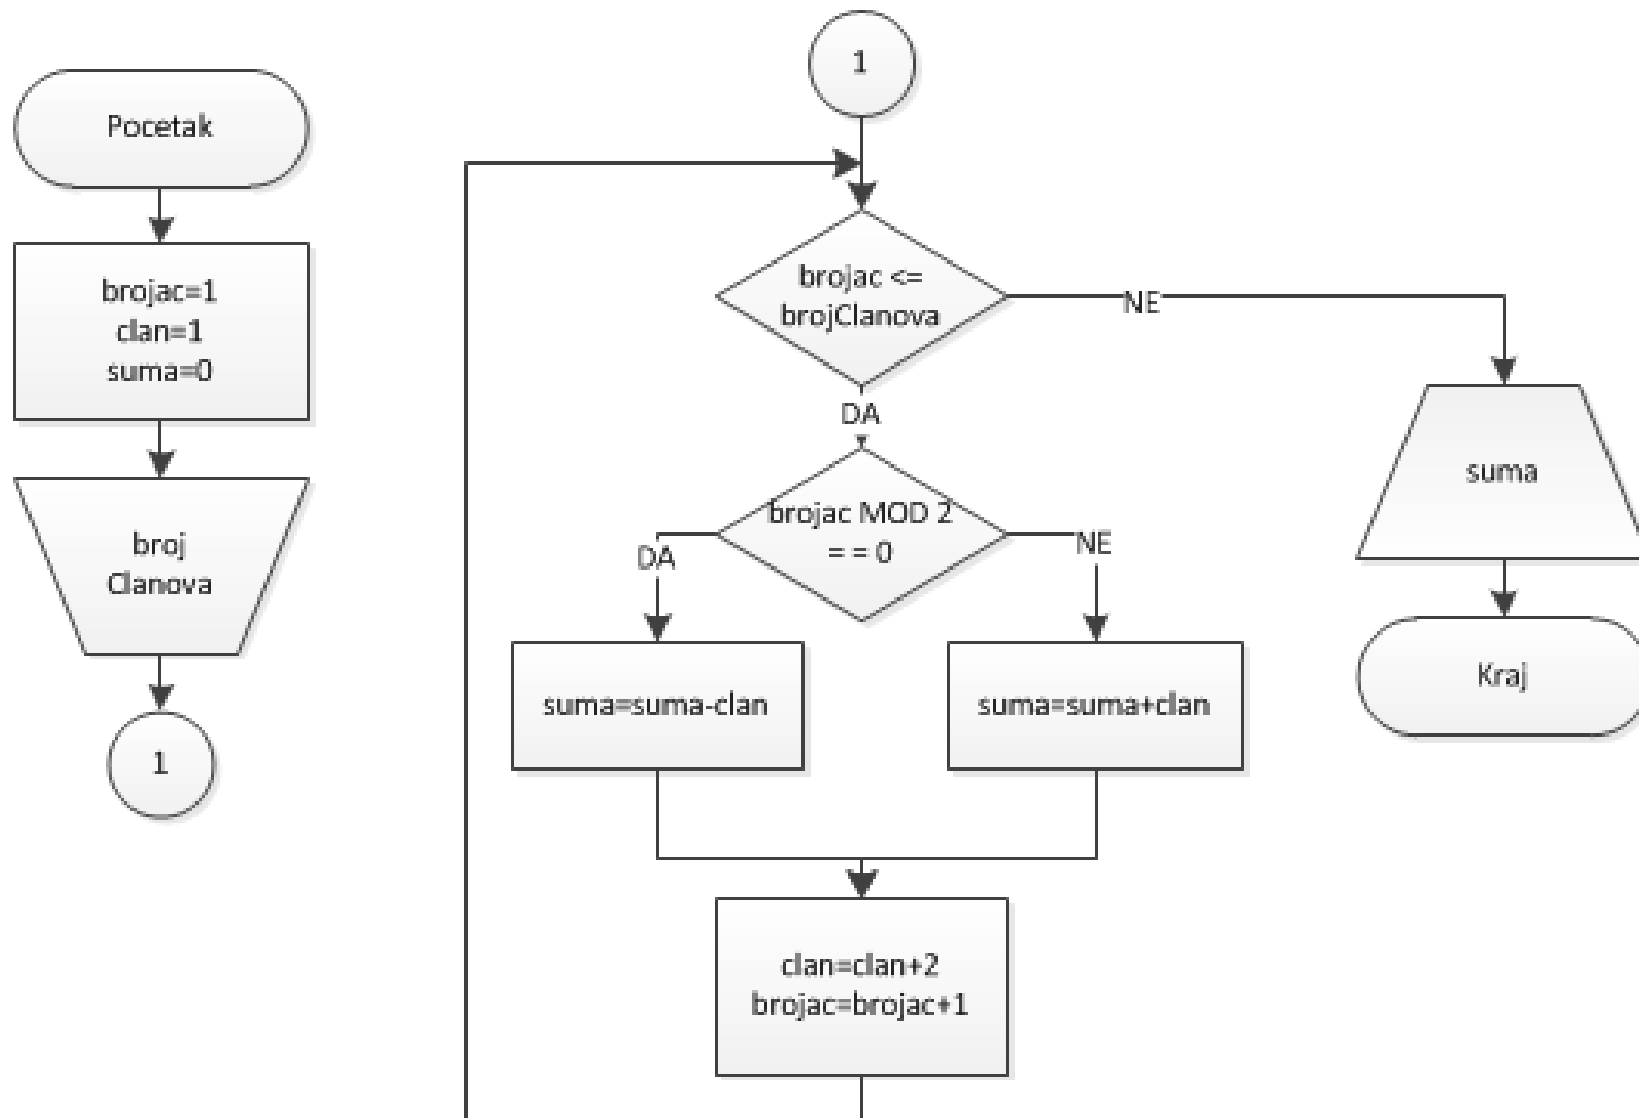 Pocetak
brojac=1
clan=1
suma=0
broj
Clanova
1
1
brojac <=
brojClanova
NE
DA
brojac MOD 2
= = 0
DA
NE
suma=suma-clan
suma=suma+clan
clan=clan+2
brojac=brojac+1
suma
Kraj